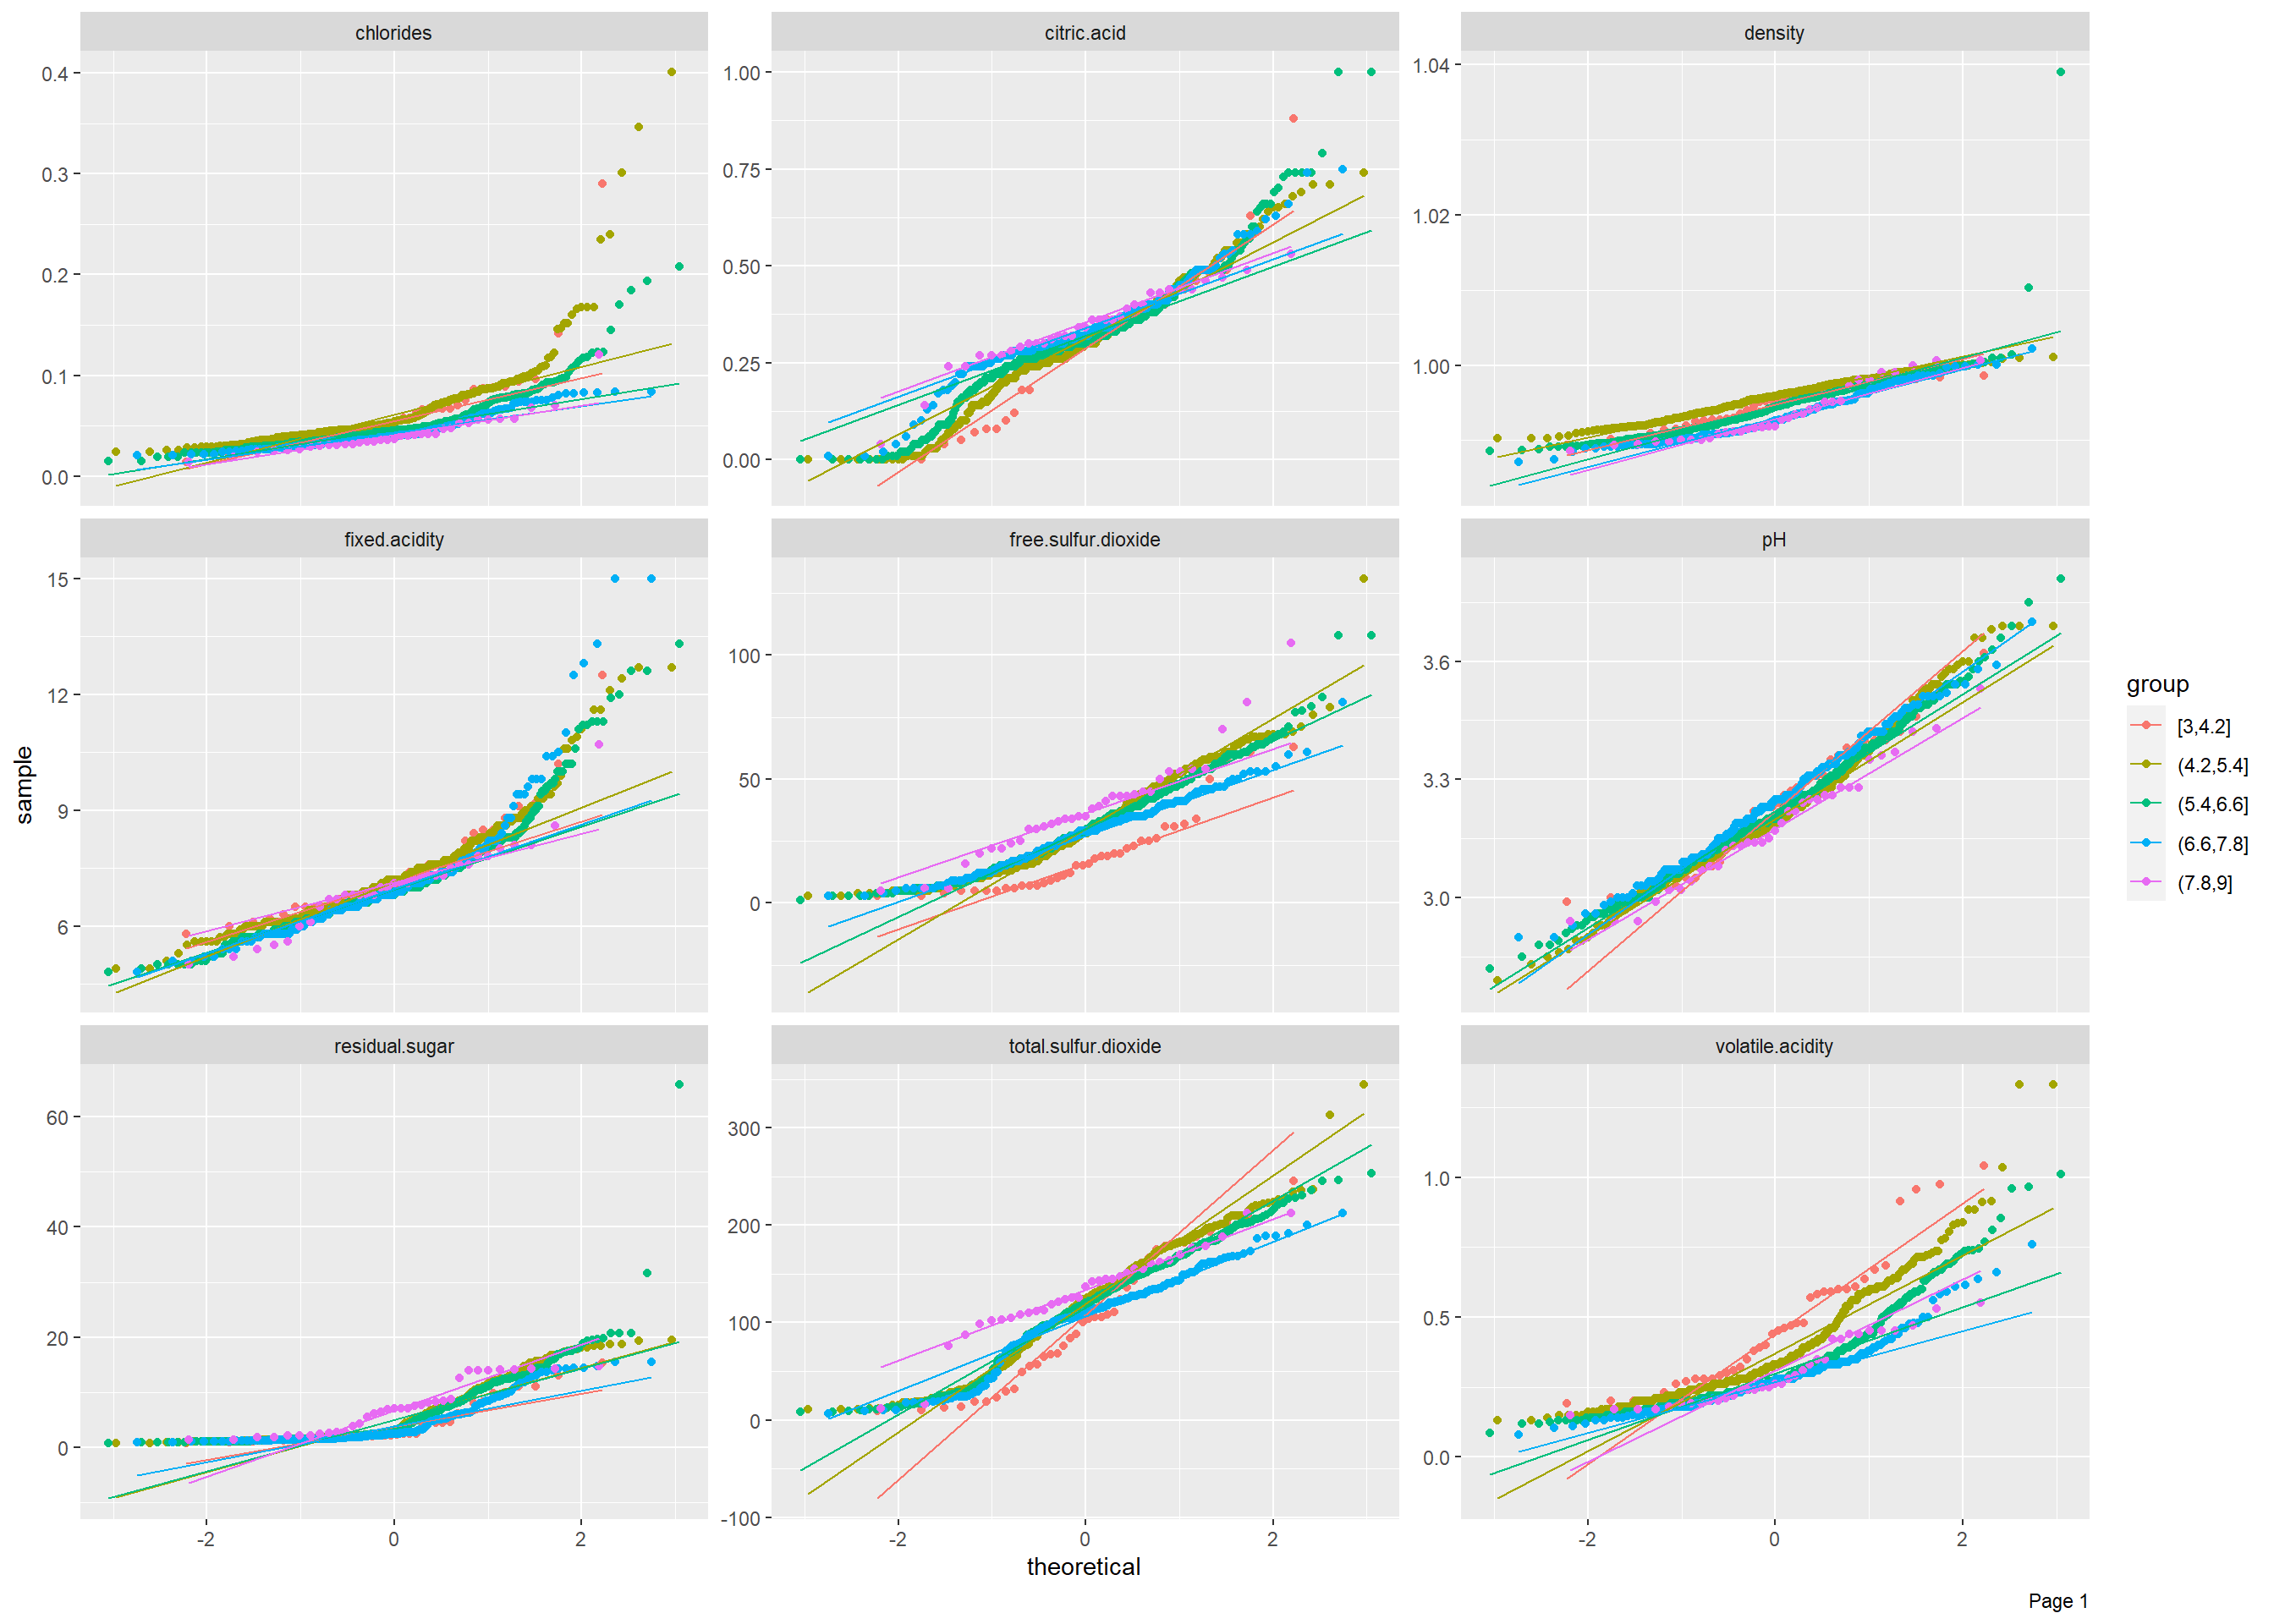 chlorides
citric.acid
density
0.4
0.3
0.2
0.1
0.0
1.00
0.75
0.50
0.25
0.00
1.04
1.02
1.00
fixed.acidity
free.sulfur.dioxide
pH
15
12
9
6
100
50
0
3.6
3.3
3.0
residual.sugar
total.sulfur.dioxide
volatile.acidity
60
40
20
0
300
200
100
0
-100
1.0
0.5
0.0
-2 0 2
-2 0 2
-2 0 2
sample
theoretical
group
[3,4.2]
(4.2,5.4]
(5.4,6.6]
(6.6,7.8]
(7.8,9]
Page 1